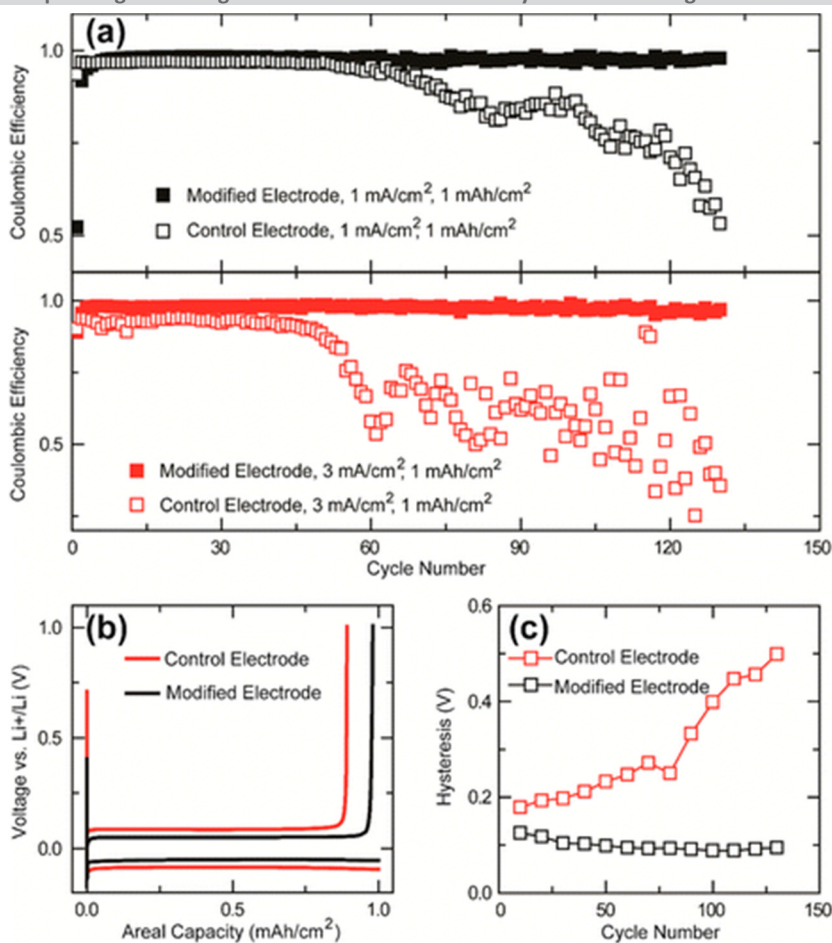 (a)
1.0
Coulombic Efficiency
0.5
Modified Electrode, 1 mA/cm², 1 mAh/cm²
Control Electrode, 1 mA/cm², 1 mAh/cm²
1.0
Coulombic Efficiency
0.5
Modified Electrode, 3 mA/cm², 1 mAh/cm²
Control Electrode, 3 mA/cm², 1 mAh/cm²
0 30 60 90 120 150
Cycle Number
(b)
1.0
Control Electrode
Modified Electrode
Voltage vs. Li+/Li (V)
0.5
0.0
0.0 0.5 1.0
Areal Capacity (mAh/cm²)
(c)
0.6
Control Electrode
Modified Electrode
Hysteresis (V)
0.4
0.2
0.0
0 50 100 150
Cycle Number